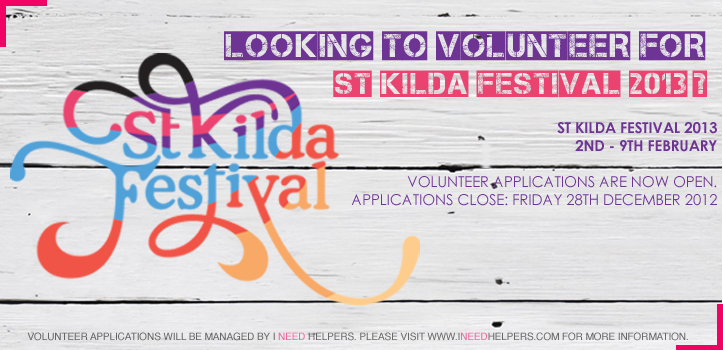 LOOKING TO VOLUNTEER FOR
ST KILDA FESTIVAL 2013?
St Kilda
Festival
ST KILDA FESTIVAL 2013
2ND - 9TH FEBRUARY
VOLUNTEER APPLICATIONS ARE NOW OPEN.
APPLICATIONS CLOSE: FRIDAY 28TH DECEMBER 2012
VOLUNTEER APPLICATIONS WILL BE MANAGED BY I NEED HELPERS. PLEASE VISIT WWW.INEEDHELPERS.COM FOR MORE INFORMATION.